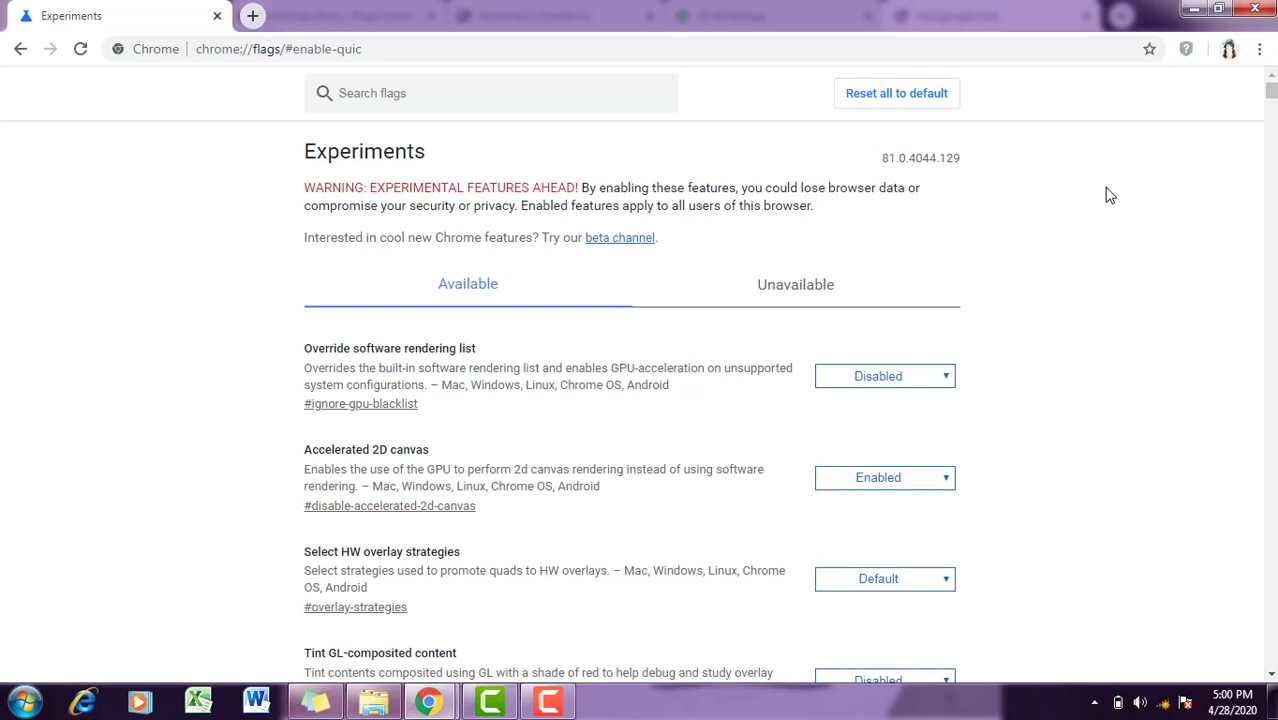 Experiments
Chrome
chrome://flags/#enable-quic
Search flags
Reset all to default
Experiments
81.0.4044.129
WARNING: EXPERIMENTAL FEATURES AHEAD! By enabling these features, you could lose browser data or
compromise your security or privacy. Enabled features apply to all users of this browser.
Interested in cool new Chrome features? Try our beta channel.
Available
Unavailable
Override software rendering list
Overrides the built-in software rendering list and enables GPU-acceleration on unsupported
system configurations. – Mac, Windows, Linux, Chrome OS, Android
#ignore-gpu-blacklist
Disabled
Accelerated 2D canvas
Enables the use of the GPU to perform 2d canvas rendering instead of using software
rendering. – Mac, Windows, Linux, Chrome OS, Android
#disable-accelerated-2d-canvas
Enabled
Select HW overlay strategies
Select strategies used to promote quads to HW overlays. – Mac, Windows, Linux, Chrome
OS, Android
#overlay-strategies
Default
Tint GL-composited content
Tint contents composited using GL with a shade of red to help debug and study overlay
Disabled
5:00 PM
4/28/2020